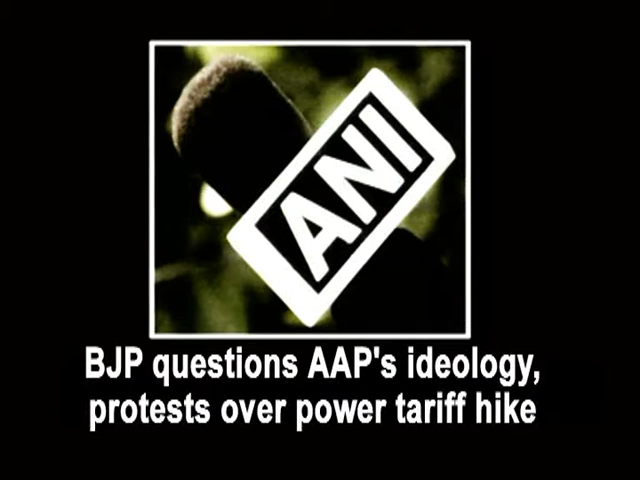 ANI
BJP questions AAP's ideology,
protests over power tariff hike